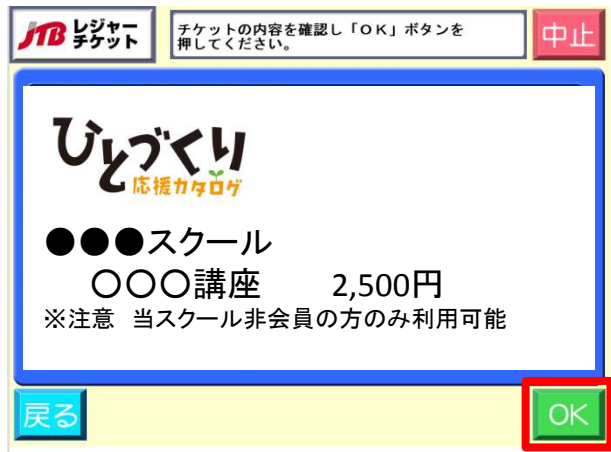 JTB レジャーチケット
チケットの内容を確認し「OK」ボタンを
押してください。
中止
ひとづくり
応援カタログ
●●●スクール
〇〇〇講座 2,500円
※注意 当スクール非会員の方のみ利用可能
戻る
OK